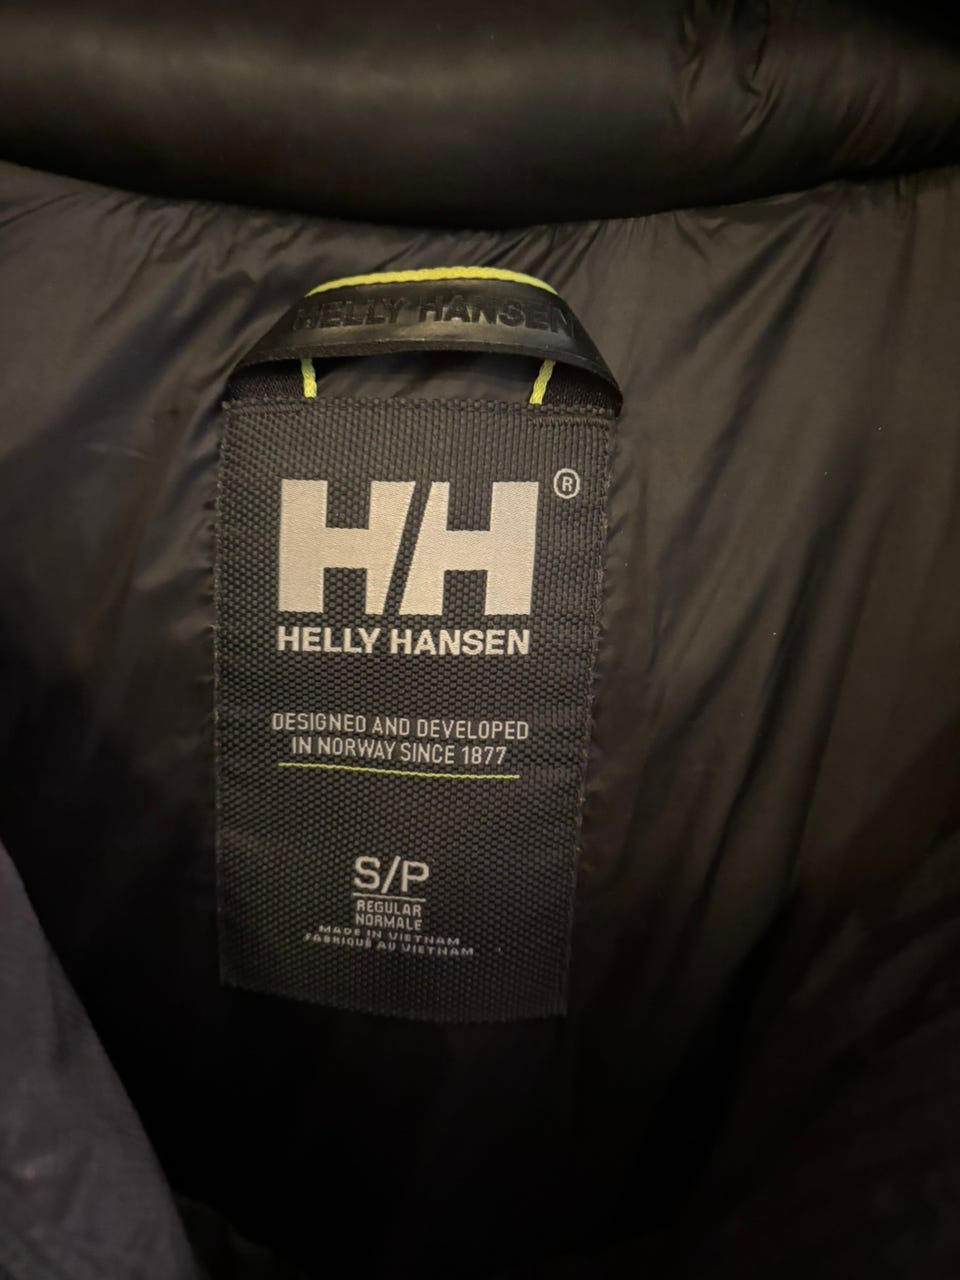 HELLY HANSEN
HH®
HELLY HANSEN
DESIGNED AND DEVELOPED
IN NORWAY SINCE 1877
S/P
REGULAR
NORMALE
MADE IN VIETNAM
FABRIQUÉ AU VIETNAM